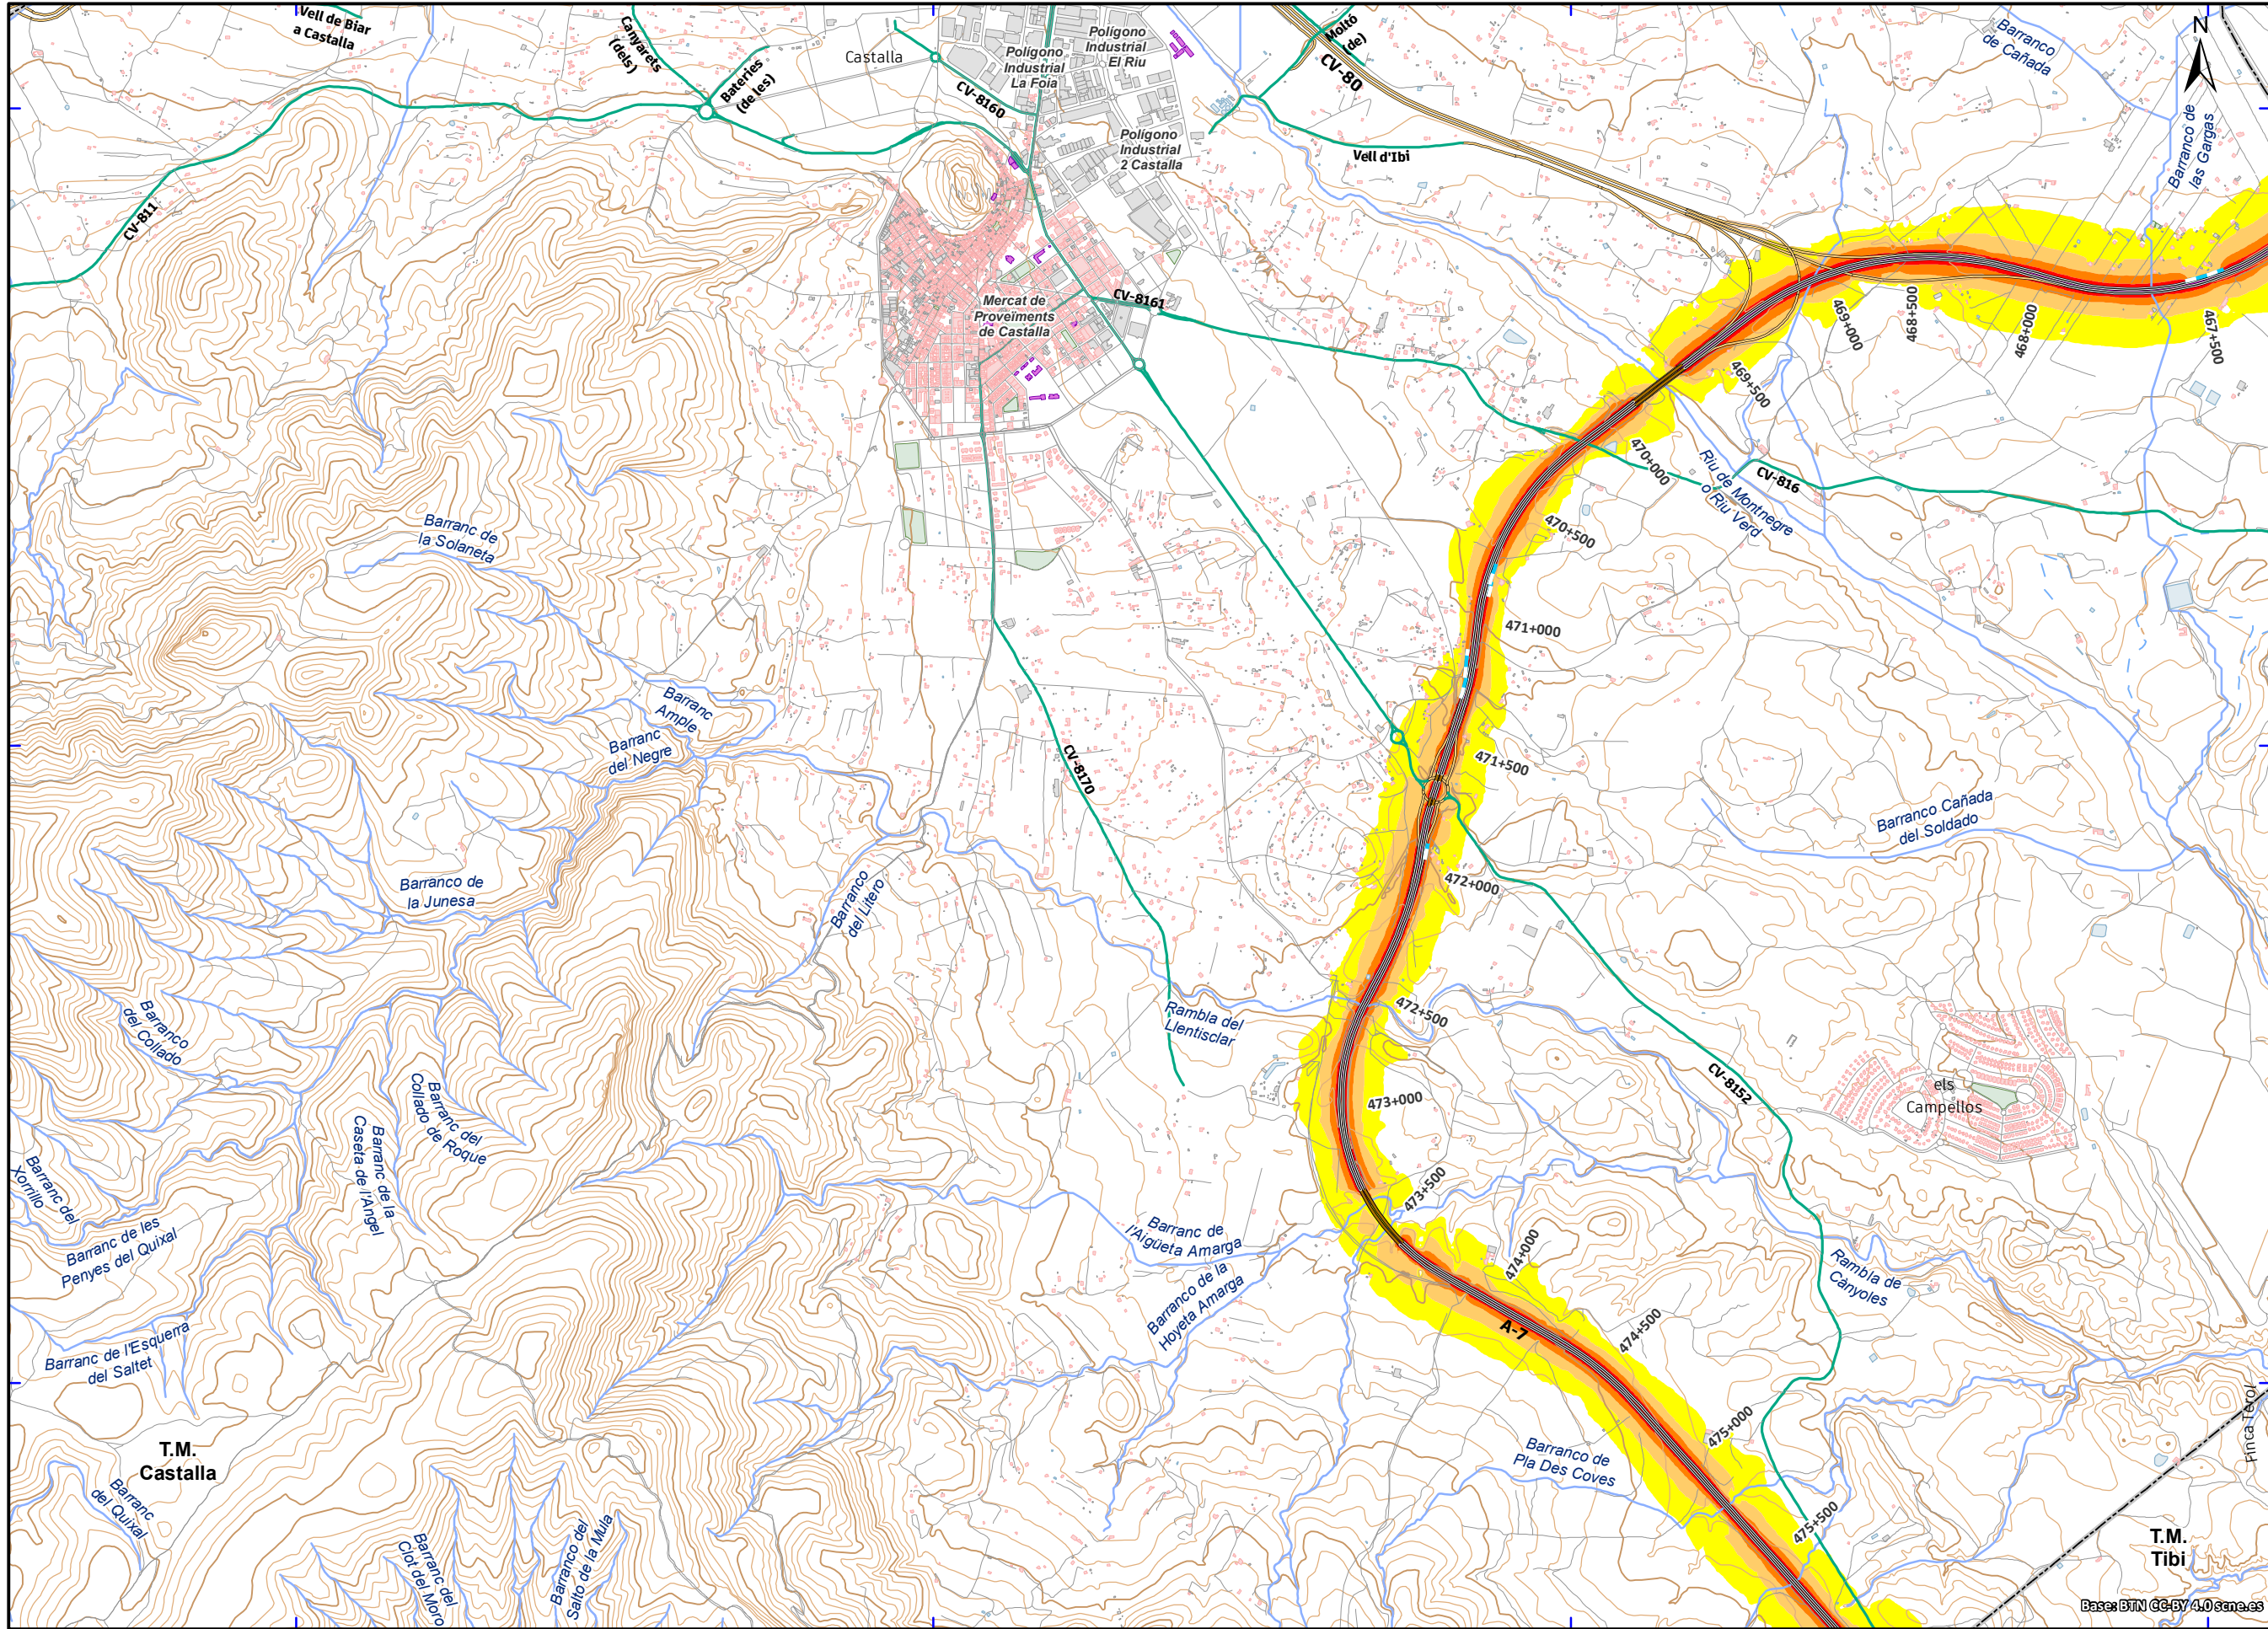 Vell de Biar
a Castalla
Canyarets
(dels)
Bateries
(de les)
Castalla
CV-8160
Polígono
Industrial
La Foia
Polígono
Industrial
El Riu
Polígono
Industrial
2 Castalla
Moltó
(de)
CV-80
Vell d'Ibi
Barranco
de Cañada
Barranco de
las Gargas
N
CV-811
Mercat de
Proveïments
de Castalla
CV-8161
469+000
468+500
468+000
467+500
469+500
470+000
Riu de Montnegre
o Riu Verd
CV-816
470+500
Barranc de
la Solaneta
471+000
Barranc
Ample
Barranc
del Negre
CV-8170
471+500
Barranco Cañada
del Soldado
Barranco de
la Junesa
Barranco
del Litero
472+000
Barranco
del Collado
Rambla del
Llentisclar
472+500
CV-8152
els
Campellos
473+000
Barranc del
Collado de Roque
Barranc de la
Caseta de l'Àngel
Barranc del
Xorrillo
Barranc de les
Penyes del Quixal
473+500
Barranc de
l'Aigüeta Amarga
Barranco de la
Hoyeta Amarga
474+000
Rambla de
Canyoles
A-7
474+500
Barranc de l'Esquerra
del Saltet
T.M.
Castalla
Barranc
del Quixal
475+000
Barranco de
Pla Des Coves
Finca Terol
475+500
Barranc del
Clot del Moro
Barranco del
Salto de la Mula
T.M.
Tibi
Base: BTN CC-BY 4.0 scne.es